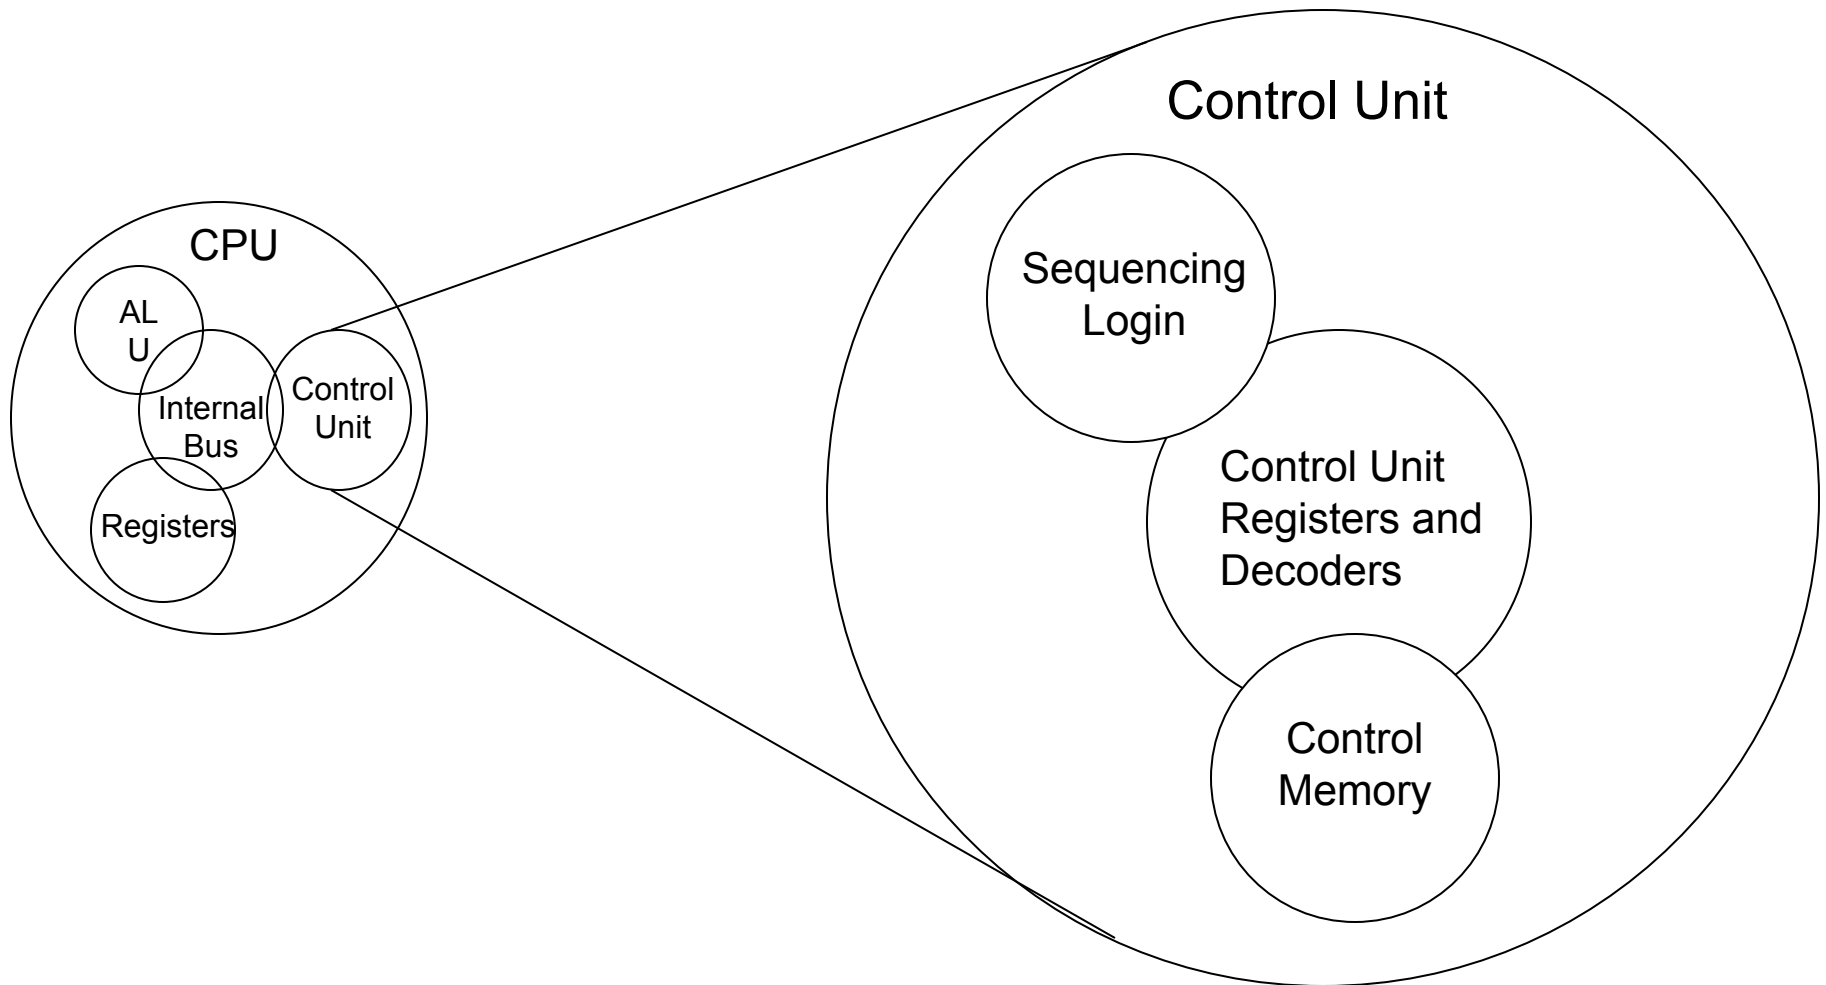 CPU
AL
U
Internal
Bus
Control
Unit
Registers
Control Unit
Sequencing
Login
Control Unit
Registers and
Decoders
Control
Memory